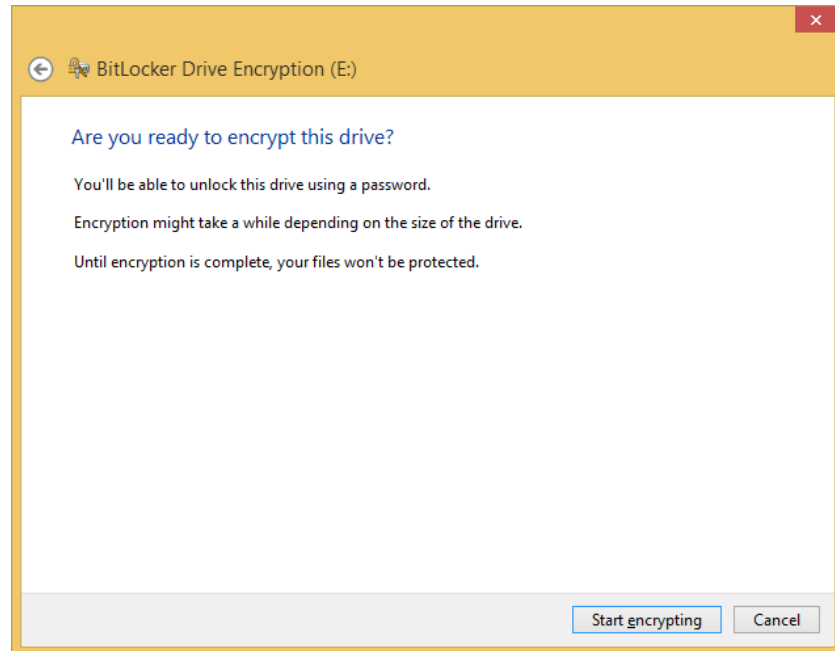 BitLocker Drive Encryption (E:)
Are you ready to encrypt this drive?
You'll be able to unlock this drive using a password.
Encryption might take a while depending on the size of the drive.
Until encryption is complete, your files won't be protected.
Start encrypting
Cancel